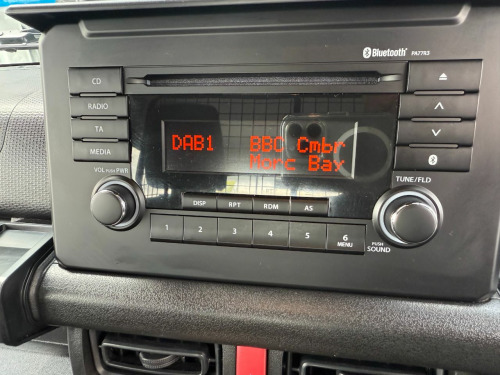 Bluetooth PA77R3
CD
RADIO
TA
MEDIA
VOL PUSH PWR
DAB1 BBC Cmbr
Morc Bay
TUNE/FLD
DISP RPT RDM AS
1 2 3 4 5 6
MENU
PUSH
SOUND